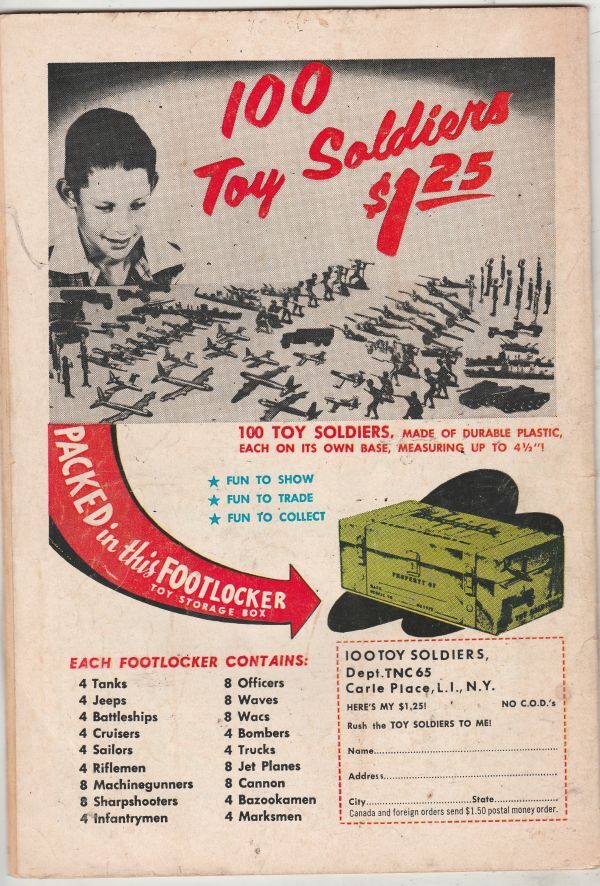 100
Toy Soldiers
$1.25
100 TOY SOLDIERS, MADE OF DURABLE PLASTIC,
EACH ON ITS OWN BASE, MEASURING UP TO 4½"!
PACKED in this FOOTLOCKER
TOY STORAGE BOX
★ FUN TO SHOW
★ FUN TO TRADE
★ FUN TO COLLECT
PROPERTY OF
EACH FOOTLOCKER CONTAINS:
4 Tanks
4 Jeeps
4 Battleships
4 Cruisers
4 Sailors
4 Riflemen
8 Machinegunners
8 Sharpshooters
4 Infantrymen
8 Officers
8 Waves
8 Wacs
4 Bombers
4 Trucks
8 Jet Planes
8 Cannon
4 Bazookamen
4 Marksmen
100 TOY SOLDIERS,
Dept. TNC65
Carle Place, L.I., N.Y.
HERE'S MY $1.25! NO C.O.D.'s
Rush the TOY SOLDIERS TO ME!
Name
Address
City State
Canada and foreign orders send $1.50 postal money order.